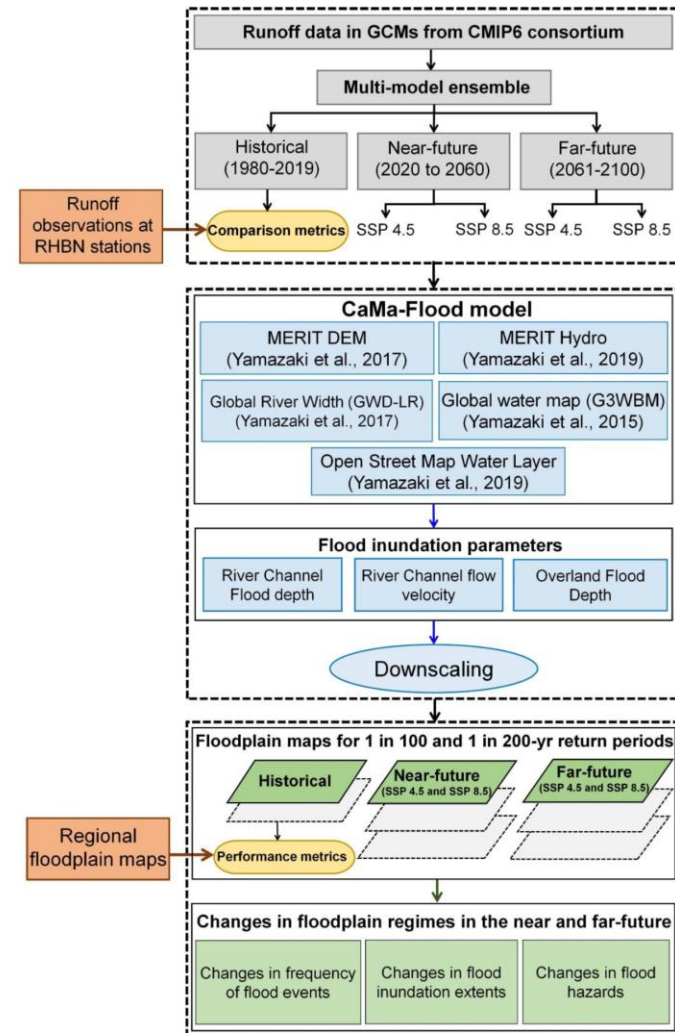 Runoff data in GCMs from CMIP6 consortium
Multi-model ensemble
Historical
(1980-2019)
Near-future
(2020 to 2060)
Far-future
(2061-2100)
Runoff
observations at
RHBN stations
Comparison metrics
SSP 4.5
SSP 8.5
SSP 4.5
SSP 8.5
CaMa-Flood model
MERIT DEM
(Yamazaki et al., 2017)
MERIT Hydro
(Yamazaki et al., 2019)
Global River Width (GWD-LR)
(Yamazaki et al., 2017)
Global water map (G3WBM)
(Yamazaki et al., 2015)
Open Street Map Water Layer
(Yamazaki et al., 2019)
Flood inundation parameters
River Channel
Flood depth
River Channel flow
velocity
Overland Flood
Depth
Downscaling
Floodplain maps for 1 in 100 and 1 in 200-yr return periods
Historical
Near-future
(SSP 4.5 and SSP 8.5)
Far-future
(SSP 4.5 and SSP 8.5)
Regional
floodplain maps
Performance metrics
Changes in floodplain regimes in the near and far-future
Changes in frequency
of flood events
Changes in flood
inundation extents
Changes in flood
hazards